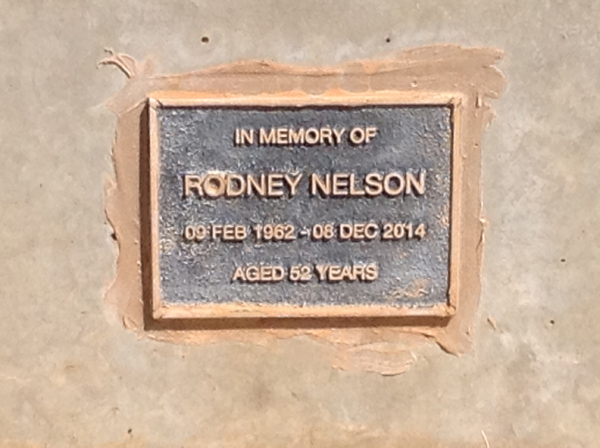 IN MEMORY OF
RODNEY NELSON
09 FEB 1962 - 08 DEC 2014
AGED 52 YEARS